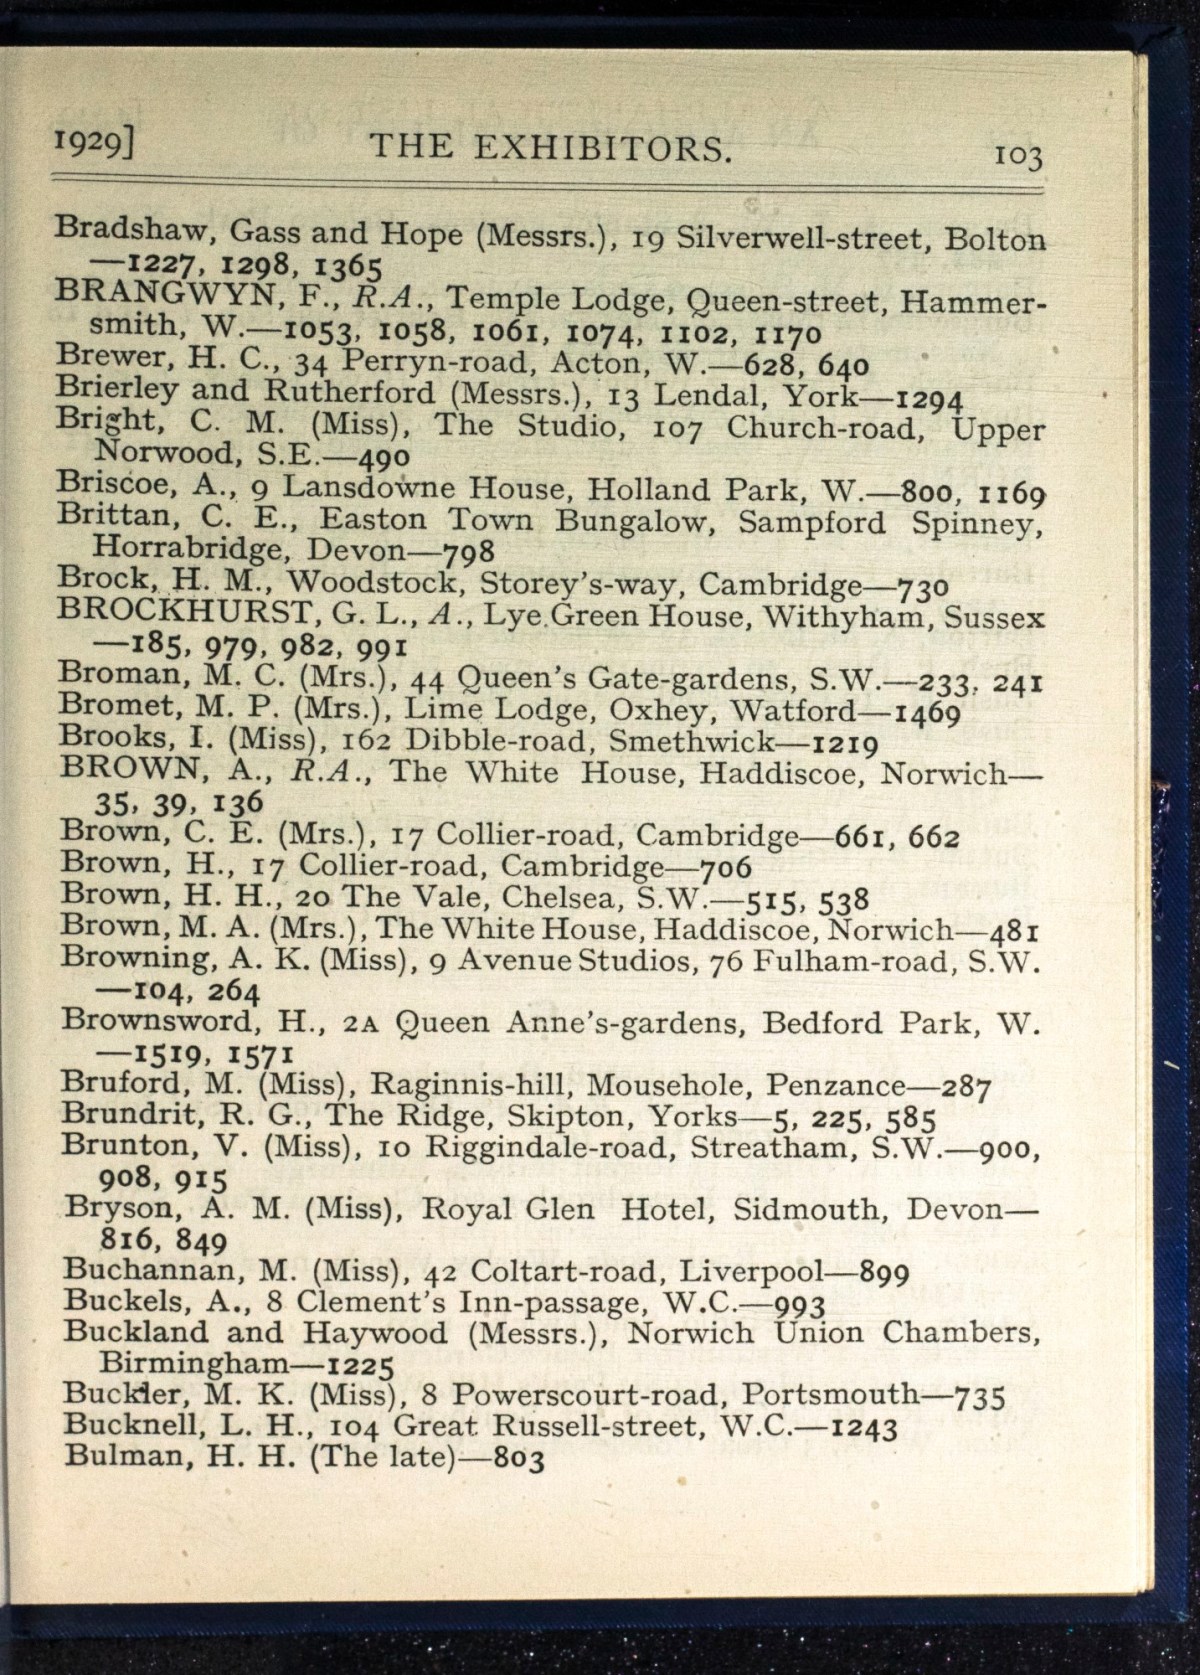 1929] THE EXHIBITORS. 103
Bradshaw, Gass and Hope (Messrs.), 19 Silverwell-street, Bolton
—1227, 1298, 1365
BRANGWYN, F., R.A., Temple Lodge, Queen-street, Hammer-
smith, W.—1053, 1058, 1061, 1074, 1102, 1170
Brewer, H. C., 34 Perryn-road, Acton, W.—628, 640
Brierley and Rutherford (Messrs.), 13 Lendal, York—1294
Bright, C. M. (Miss), The Studio, 107 Church-road, Upper
Norwood, S.E.—490
Briscoe, A., 9 Lansdowne House, Holland Park, W.—800, 1169
Brittan, C. E., Easton Town Bungalow, Sampford Spinney,
Horrabridge, Devon—798
Brock, H. M., Woodstock, Storey's-way, Cambridge—730
BROCKHURST, G. L., A., Lye Green House, Withyham, Sussex
—185, 979, 982, 991
Broman, M. C. (Mrs.), 44 Queen's Gate-gardens, S.W.—233, 241
Bromet, M. P. (Mrs.), Lime Lodge, Oxhey, Watford—1469
Brooks, I. (Miss), 162 Dibble-road, Smethwick—1219
BROWN, A., R.A., The White House, Haddiscoe, Norwich—
35, 39, 136
Brown, C. E. (Mrs.), 17 Collier-road, Cambridge—661, 662
Brown, H., 17 Collier-road, Cambridge—706
Brown, H. H., 20 The Vale, Chelsea, S.W.—515, 538
Brown, M. A. (Mrs.), The White House, Haddiscoe, Norwich—481
Browning, A. K. (Miss), 9 Avenue Studios, 76 Fulham-road, S.W.
—104, 264
Brownsword, H., 2A Queen Anne's-gardens, Bedford Park, W.
—1519, 1571
Bruford, M. (Miss), Raginnis-hill, Mousehole, Penzance—287
Brundrit, R. G., The Ridge, Skipton, Yorks—5, 225, 585
Brunton, V. (Miss), 10 Riggindale-road, Streatham, S.W.—900,
908, 915
Bryson, A. M. (Miss), Royal Glen Hotel, Sidmouth, Devon—
816, 849
Buchannan, M. (Miss), 42 Coltart-road, Liverpool—899
Buckels, A., 8 Clement's Inn-passage, W.C.—993
Buckland and Haywood (Messrs.), Norwich Union Chambers,
Birmingham—1225
Buckler, M. K. (Miss), 8 Powerscourt-road, Portsmouth—735
Bucknell, L. H., 104 Great Russell-street, W.C.—1243
Bulman, H. H. (The late)—803